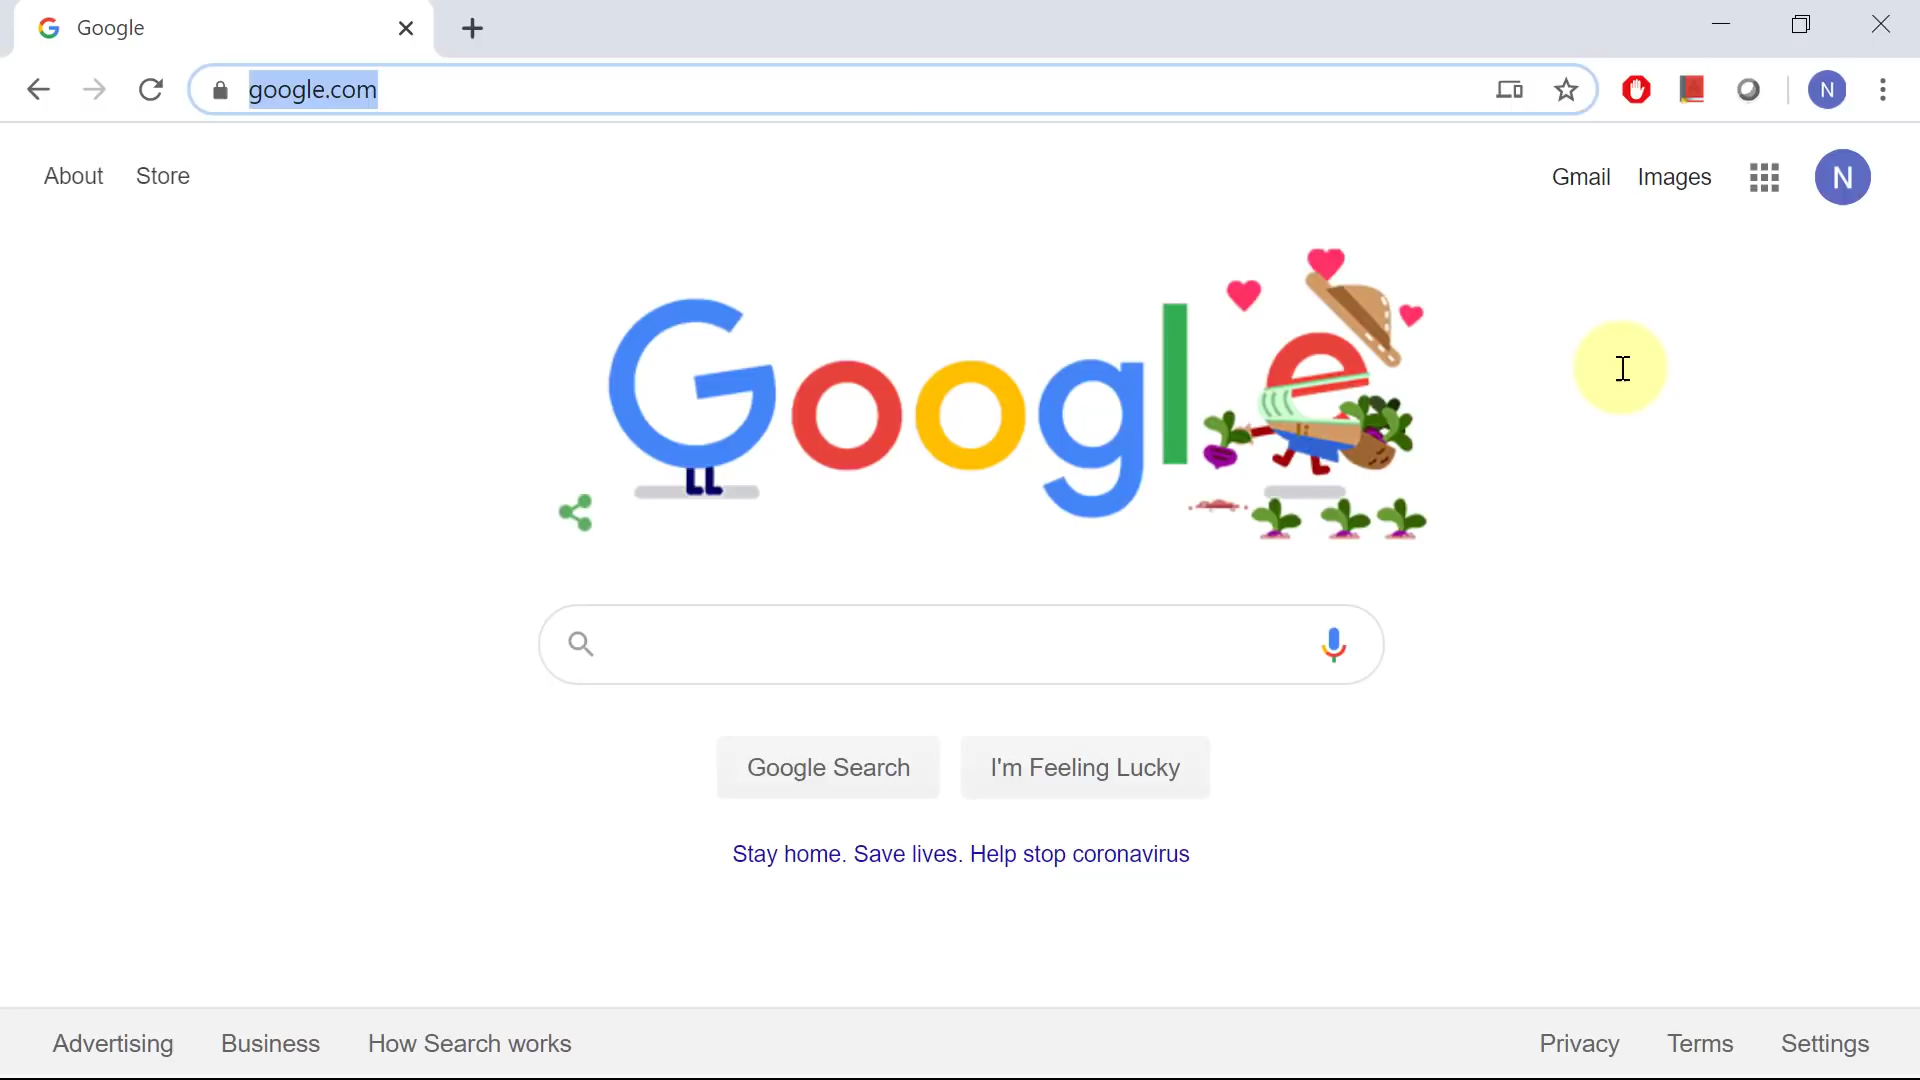 Google
google.com
N
About Store
Gmail Images
N
Google
Google Search
I'm Feeling Lucky
Stay home. Save lives. Help stop coronavirus
Advertising Business How Search works
Privacy Terms Settings